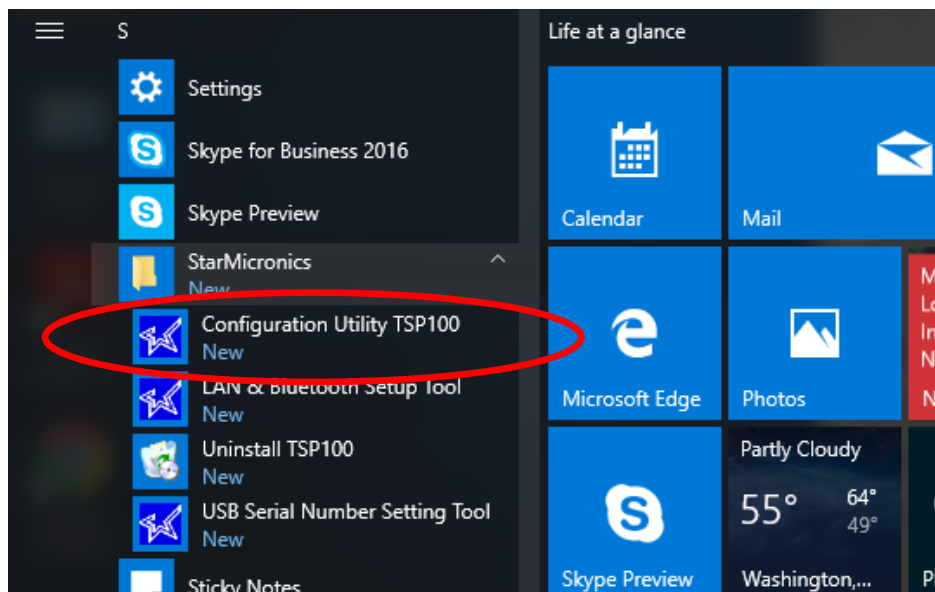 S
Settings
Skype for Business 2016
Skype Preview
StarMicronics
New
Configuration Utility TSP100
New
LAN & Bluetooth Setup Tool
New
Uninstall TSP100
New
USB Serial Number Setting Tool
New
Sticky Notes
Life at a glance
Calendar
Mail
Microsoft Edge
Photos
Skype Preview
Partly Cloudy
55°
64°
49°
Washington,...